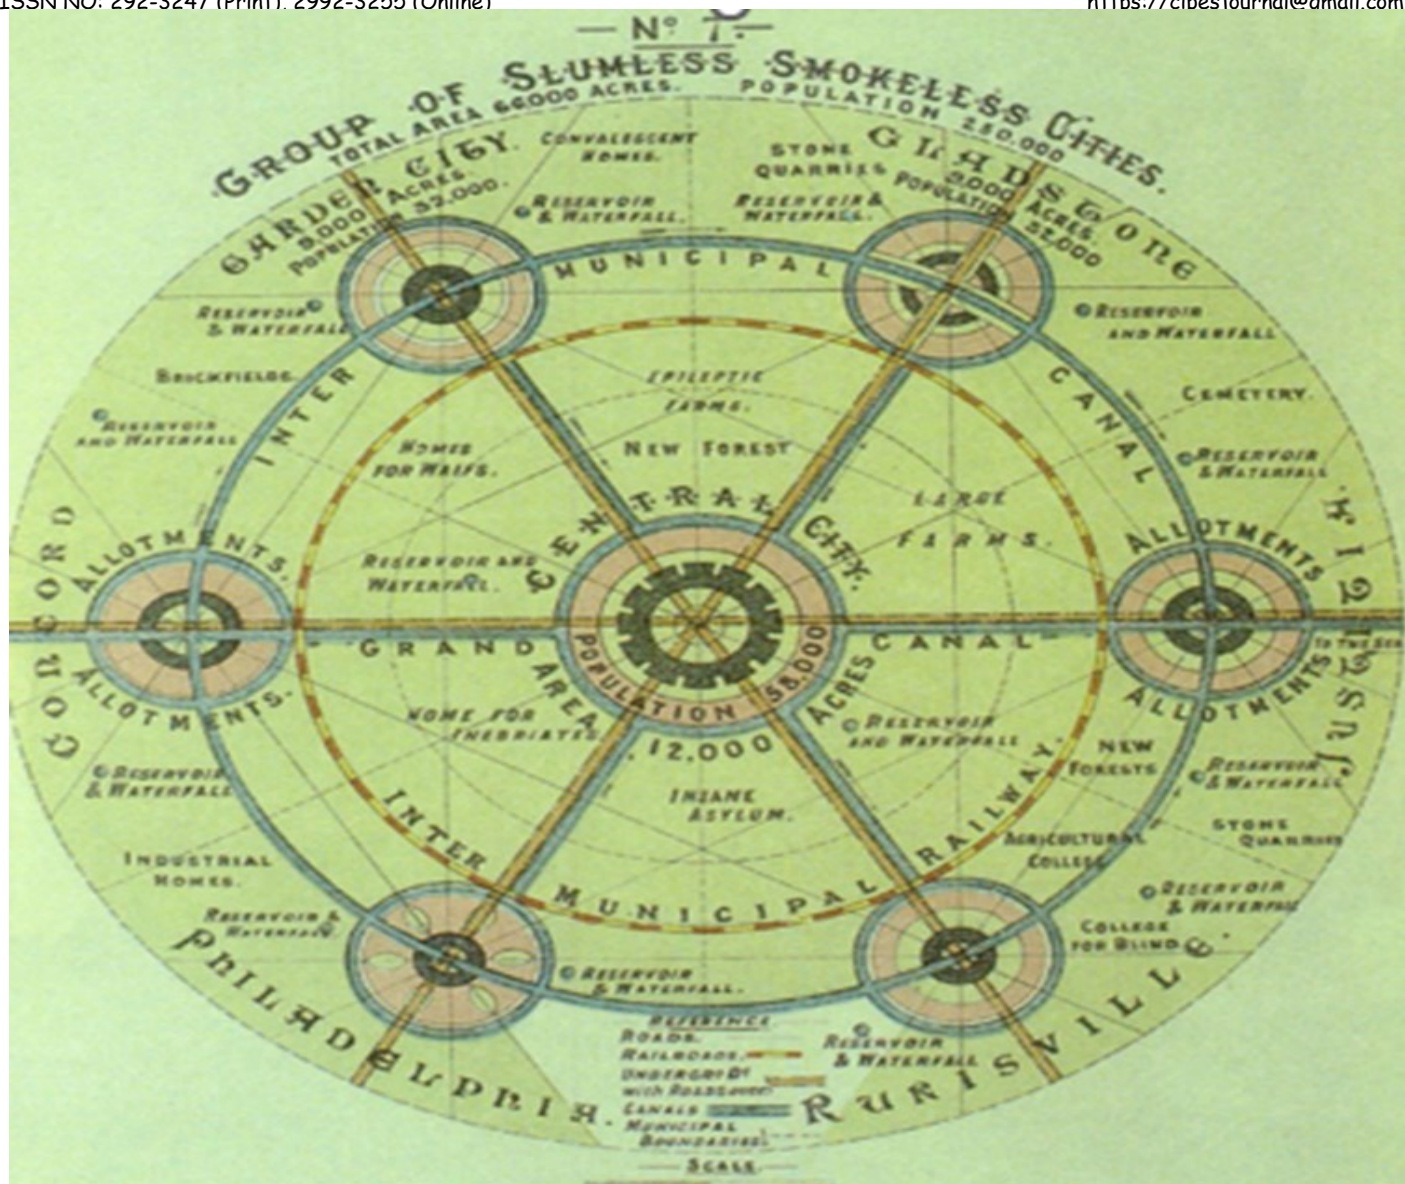 ISSN NO: 292-3247 (Print), 2992-3255 (Online)
https://cibesjournal@gmail.com
— Nº 7. —
GROUP OF SLUMLESS SMOKELESS CITIES.
TOTAL AREA 66000 ACRES. POPULATION 250,000
GARDEN CITY.
9,000 ACRES
POPULATION 32,000.
CONVALESCENT
HOMES.
STONE
QUARRIES
GLADSTONE
9,000 ACRES.
POPULATION 32,000
RESERVOIR
& WATERFALL.
RESERVOIR &
WATERFALL.
RESERVOIR
& WATERFALL
RESERVOIR
AND WATERFALL
BRICKFIELDS.
RESERVOIR
AND WATERFALL
INTER MUNICIPAL CANAL
EPILEPTIC
FARMS.
NEW FOREST
CEMETERY.
HOMES
FOR WAIFS.
RESERVOIR
& WATERFALL
LARGE
FARMS.
CENTRAL CITY.
CONCORD
ALLOTMENTS.
ALLOTMENTS
RESERVOIR AND
WATERFALL.
GRAND CANAL
TO THE SEA
ALLOTMENTS.
ALLOTMENTS
POPULATION 58,000
AREA 12,000 ACRES
HOME FOR
INEBRIATES
RESERVOIR
AND WATERFALL
NEW
FORESTS
RESERVOIR
& WATERFALL
RESERVOIR
& WATERFALL
INSANE
ASYLUM.
STONE
QUARRIES
AGRICULTURAL
COLLEGE
INTER MUNICIPAL RAILWAY.
INDUSTRIAL
HOMES.
RESERVOIR
& WATERFALL
RESERVOIR &
WATERFALL
COLLEGE
FOR BLIND.
RESERVOIR
& WATERFALL.
PHILADELPHIA.
RURISVILLE.
REFERENCE
ROADS.
RAILROADS.
UNDERGRD Dº
CANALS
MUNICIPAL
BOUNDARIES
RESERVOIR
& WATERFALL
— SCALE. —